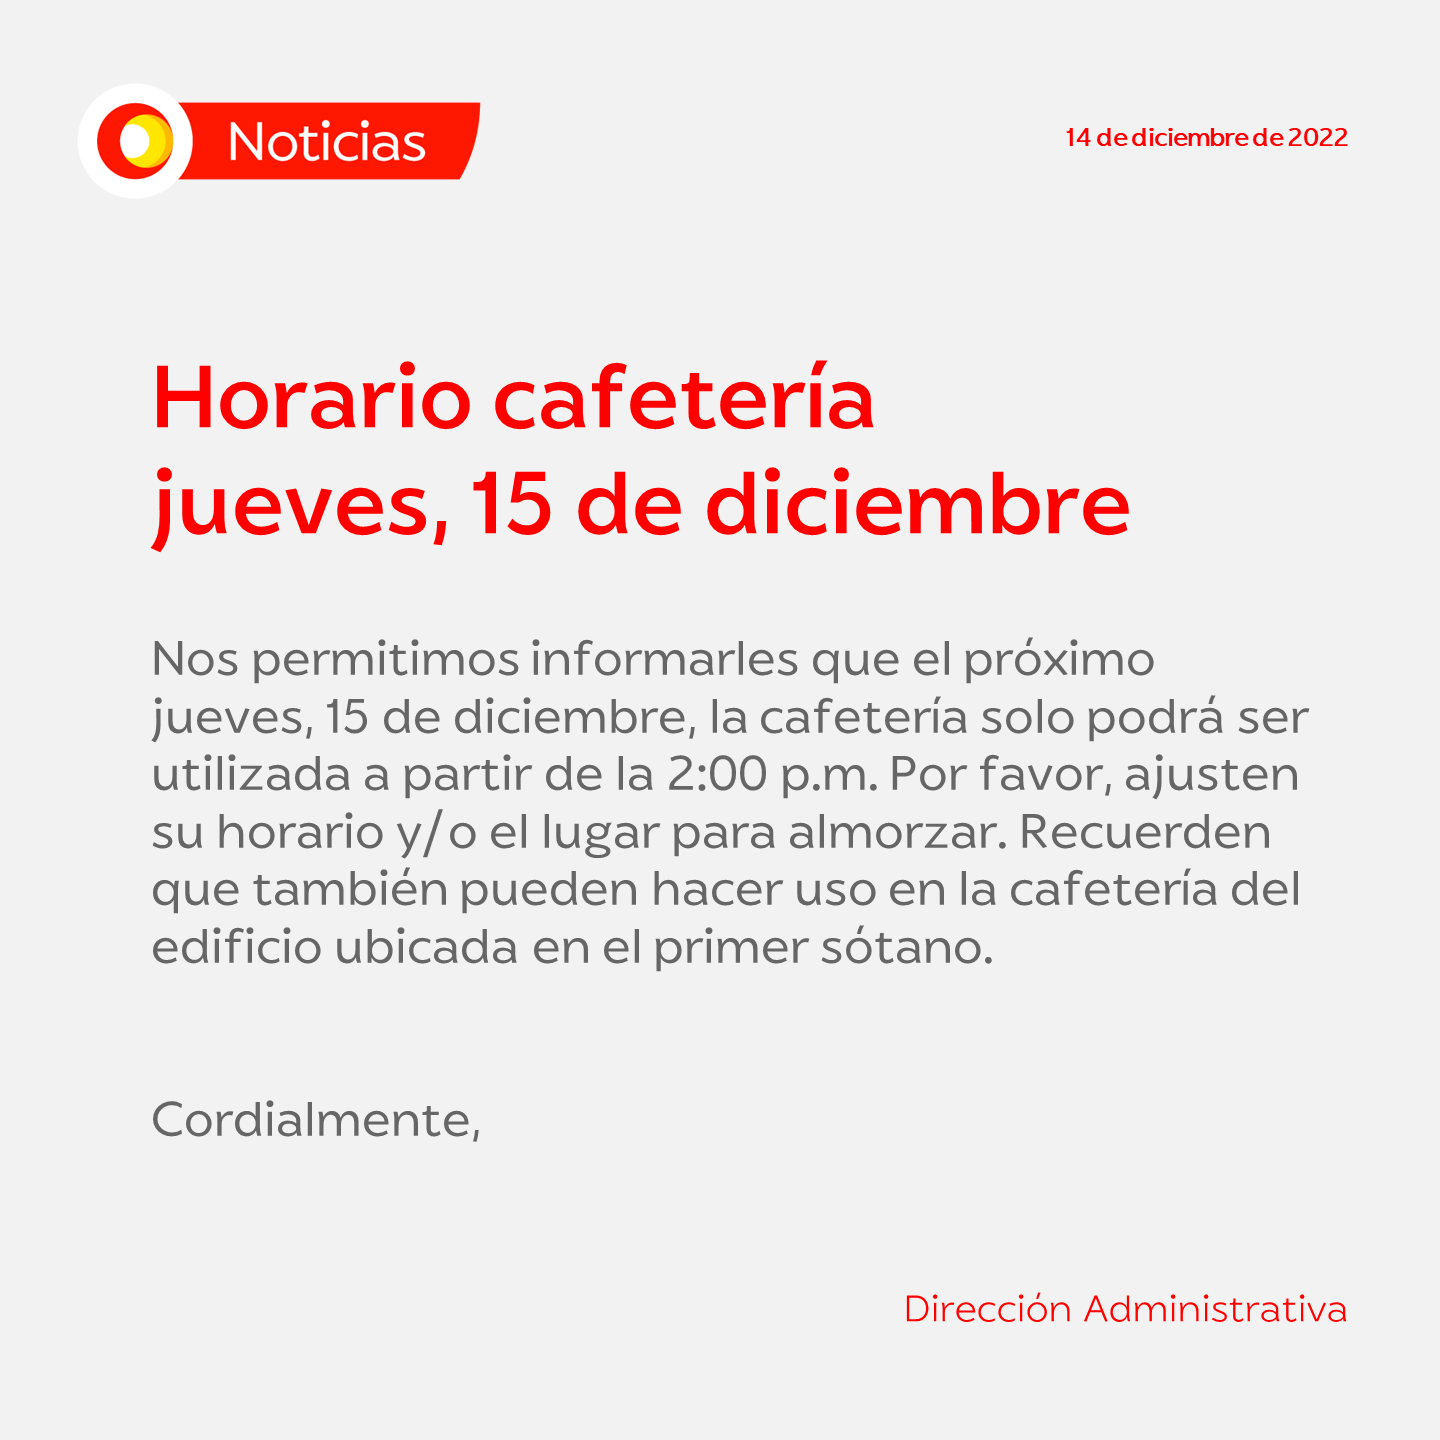 Noticias
14 de diciembre de 2022
Horario cafetería
jueves, 15 de diciembre
Nos permitimos informarles que el próximo
jueves, 15 de diciembre, la cafetería solo podrá ser
utilizada a partir de la 2:00 p.m. Por favor, ajusten
su horario y/o el lugar para almorzar. Recuerden
que también pueden hacer uso en la cafetería del
edificio ubicada en el primer sótano.
Cordialmente,
Dirección Administrativa